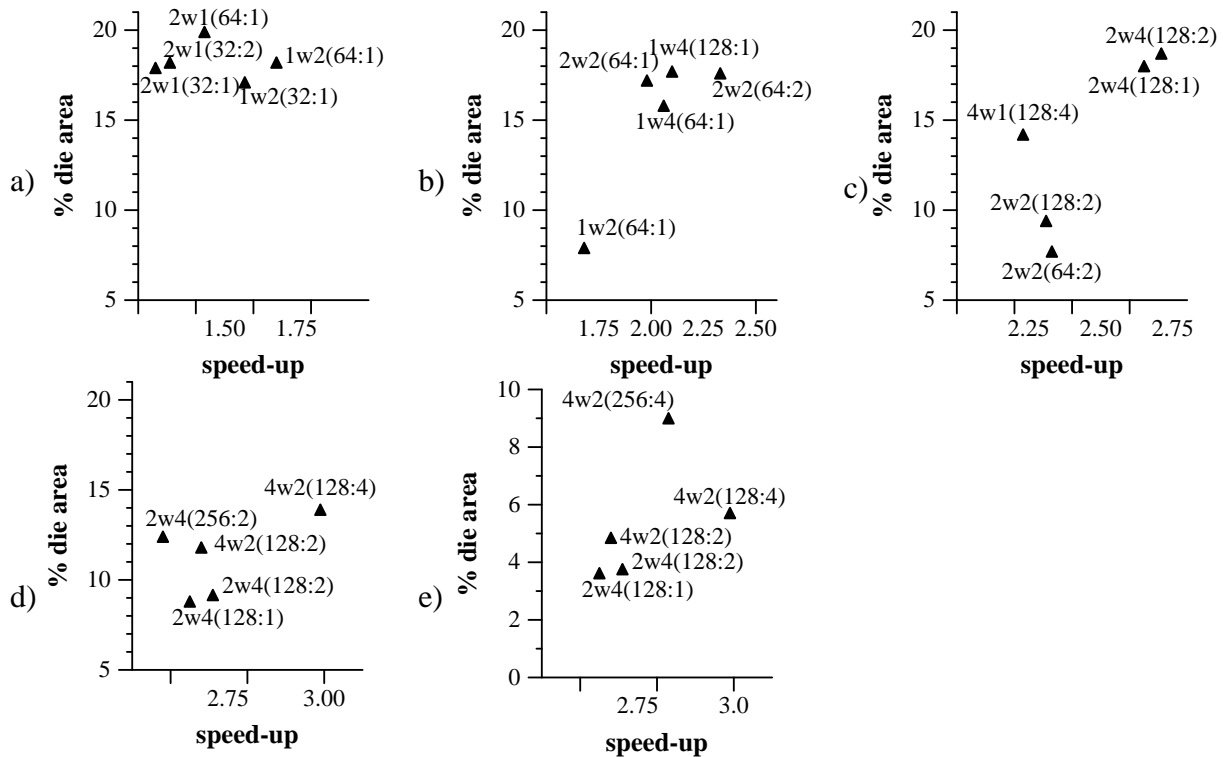 a)
% die area
20
15
10
5
2w1(64:1)
2w1(32:2)
1w2(64:1)
2w1(32:1)
1w2(32:1)
1.50 1.75
speed-up
b)
% die area
20
15
10
5
1w4(128:1)
2w2(64:1)
2w2(64:2)
1w4(64:1)
1w2(64:1)
1.75 2.00 2.25 2.50
speed-up
c)
% die area
20
15
10
5
2w4(128:2)
2w4(128:1)
4w1(128:4)
2w2(128:2)
2w2(64:2)
2.25 2.50 2.75
speed-up
d)
% die area
20
15
10
5
4w2(128:4)
2w4(256:2)
4w2(128:2)
2w4(128:2)
2w4(128:1)
2.75 3.00
speed-up
e)
% die area
10
8
6
4
2
0
4w2(256:4)
4w2(128:4)
4w2(128:2)
2w4(128:2)
2w4(128:1)
2.75 3.0
speed-up